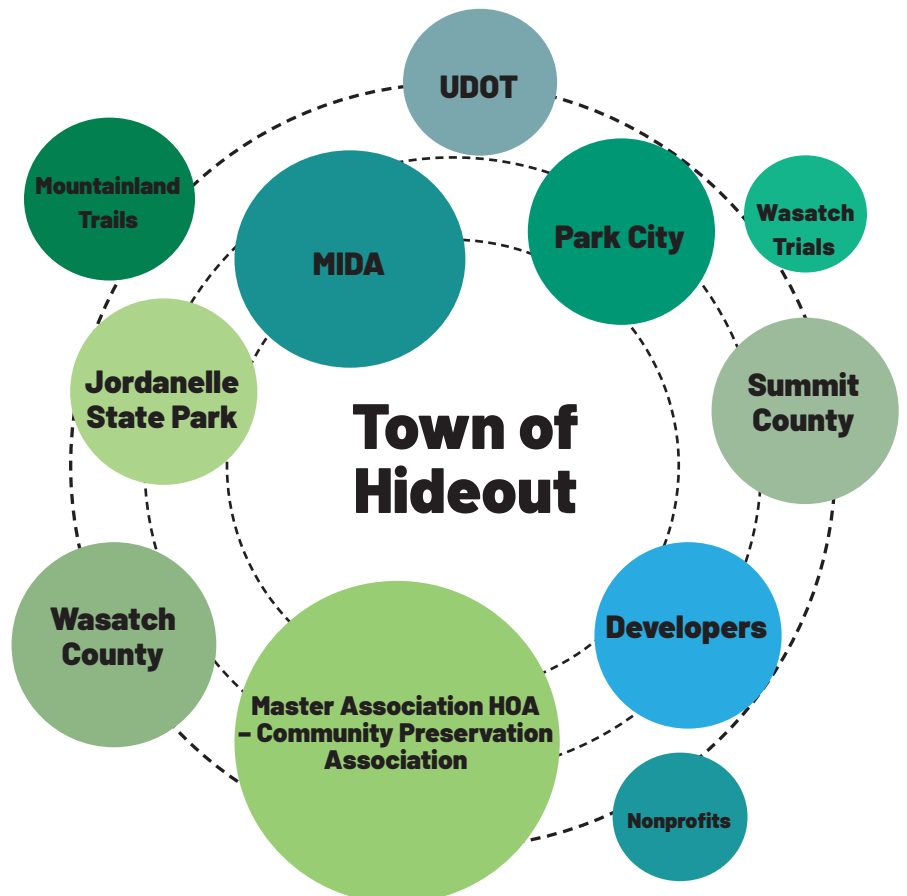 UDOT
Mountainland
Trails
Wasatch
Trials
MIDA
Park City
Jordanelle
State Park
Summit
County
Town of
Hideout
Wasatch
County
Developers
Master Association HOA
– Community Preservation
Association
Nonprofits